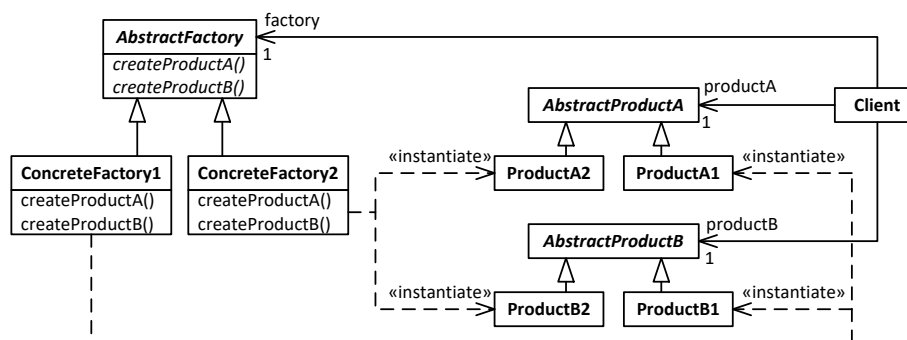 factory
AbstractFactory
1
createProductA()
createProductB()
productA
AbstractProductA
1
Client
ConcreteFactory1
createProductA()
createProductB()
ConcreteFactory2
createProductA()
createProductB()
«instantiate»
ProductA2
ProductA1
«instantiate»
productB
AbstractProductB
1
«instantiate»
ProductB2
ProductB1
«instantiate»